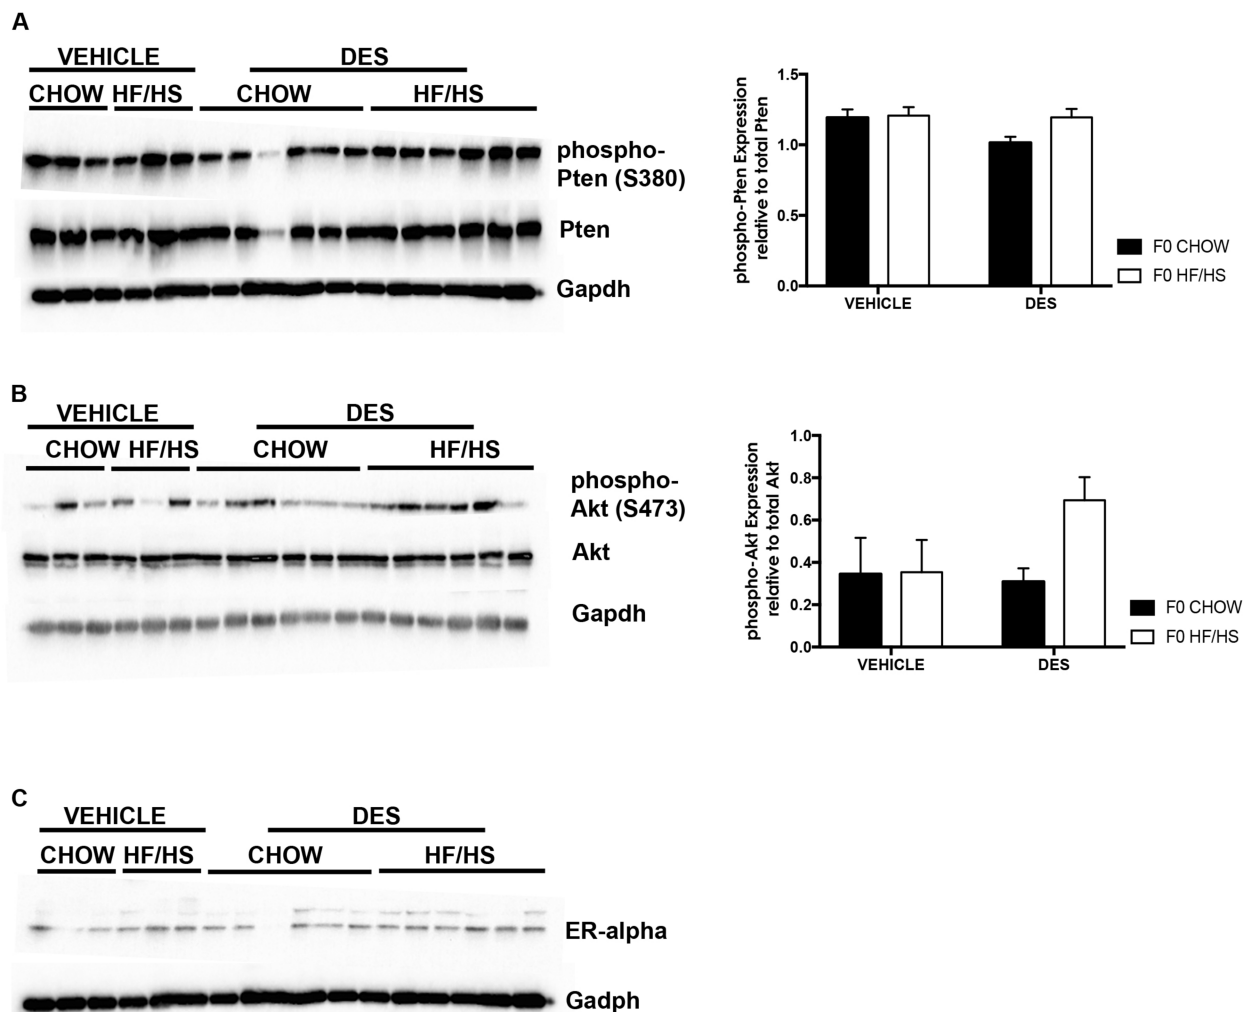 A
VEHICLE DES
CHOW HF/HS CHOW HF/HS
phospho-
Pten (S380)
Pten
Gapdh
phospho-Pten Expression
relative to total Pten
1.5
1.0
0.5
0.0
VEHICLE DES
F0 CHOW
F0 HF/HS
B
VEHICLE DES
CHOW HF/HS CHOW HF/HS
phospho-
Akt (S473)
Akt
Gapdh
phospho-Akt Expression
relative to total Akt
1.0
0.8
0.6
0.4
0.2
0.0
VEHICLE DES
F0 CHOW
F0 HF/HS
C
VEHICLE DES
CHOW HF/HS CHOW HF/HS
ER-alpha
Gadph